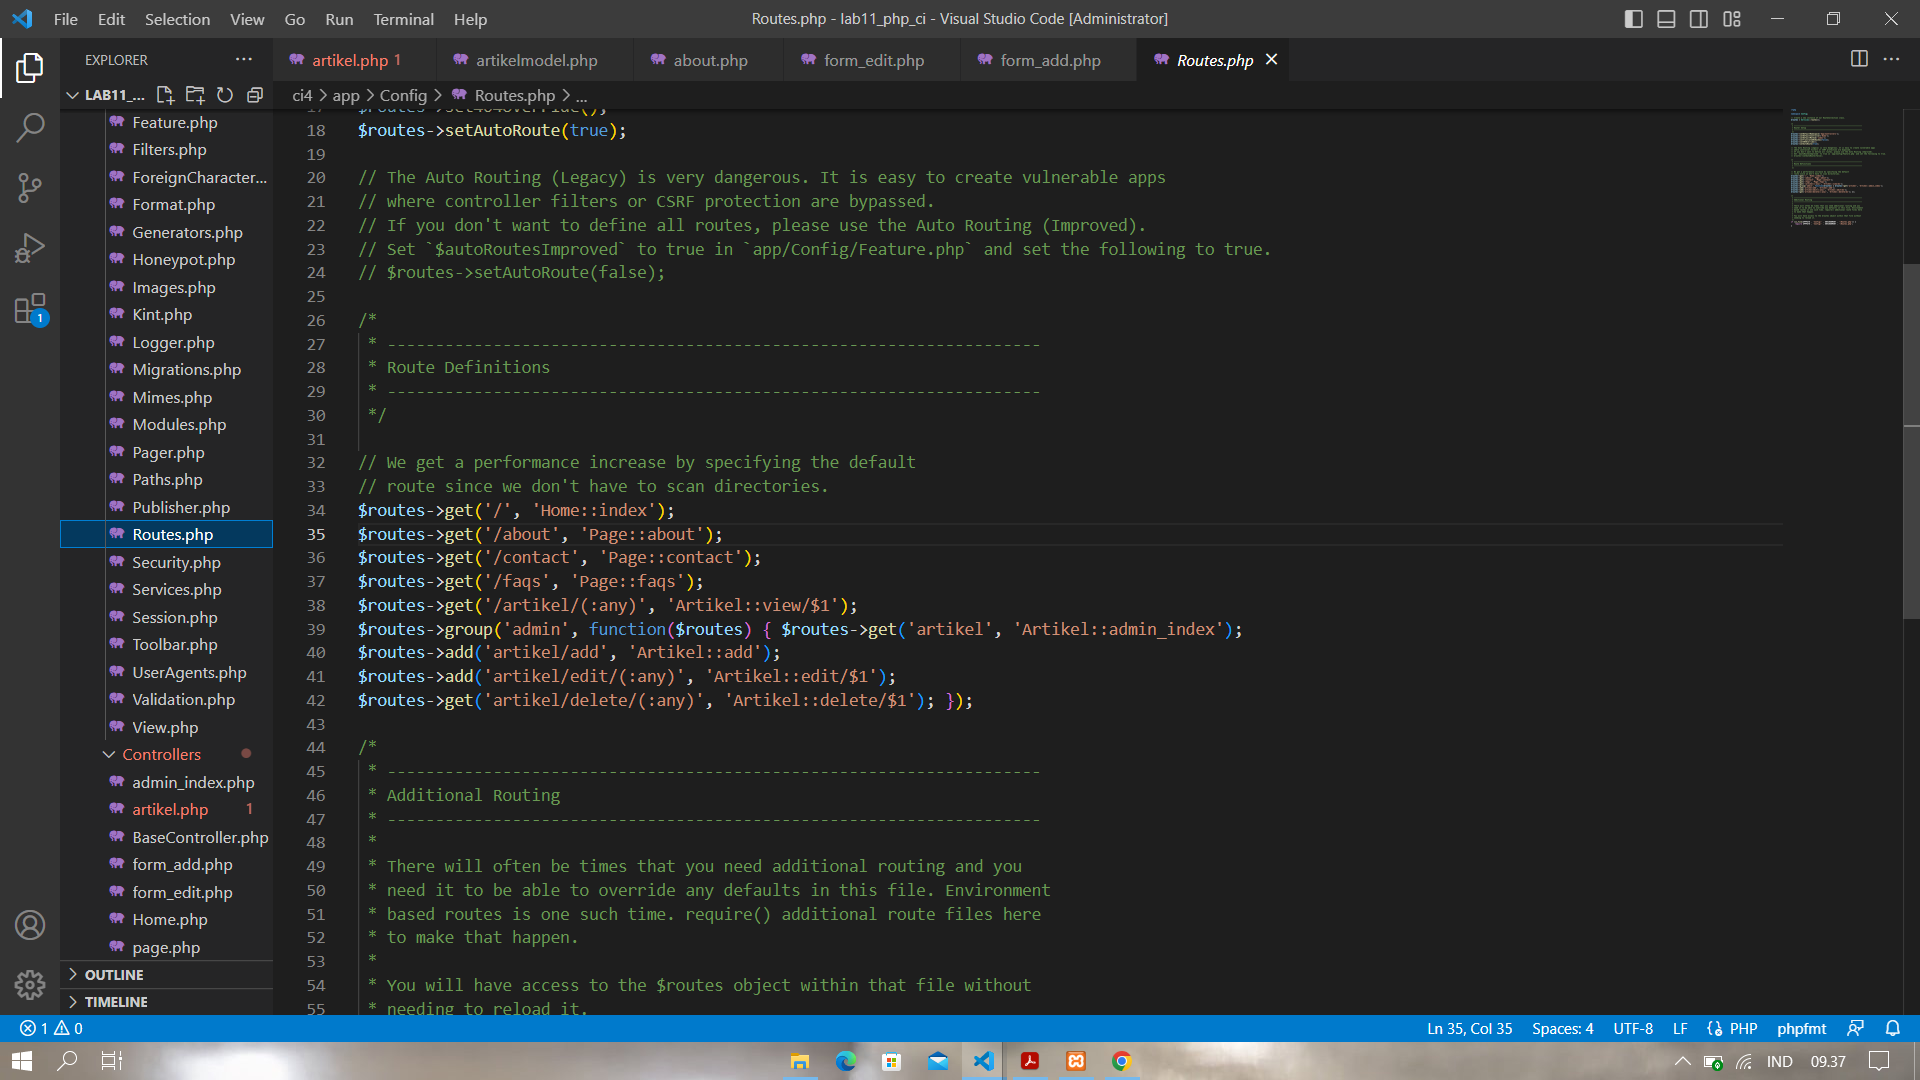 File Edit Selection View Go Run Terminal Help
Routes.php - lab11_php_ci - Visual Studio Code [Administrator]
EXPLORER
LAB11_...
Feature.php
Filters.php
ForeignCharacter...
Format.php
Generators.php
Honeypot.php
Images.php
Kint.php
Logger.php
Migrations.php
Mimes.php
Modules.php
Pager.php
Paths.php
Publisher.php
Routes.php
Security.php
Services.php
Session.php
Toolbar.php
UserAgents.php
Validation.php
View.php
Controllers
admin_index.php
artikel.php 1
BaseController.php
form_add.php
form_edit.php
Home.php
page.php
OUTLINE
TIMELINE
1
artikel.php 1 artikelmodel.php about.php form_edit.php form_add.php Routes.php
ci4 > app > Config > Routes.php > ...
18 $routes->setAutoRoute(true);
19
20 // The Auto Routing (Legacy) is very dangerous. It is easy to create vulnerable apps
21 // where controller filters or CSRF protection are bypassed.
22 // If you don't want to define all routes, please use the Auto Routing (Improved).
23 // Set `$autoRoutesImproved` to true in `app/Config/Feature.php` and set the following to true.
24 // $routes->setAutoRoute(false);
25
26 /*
27 * --------------------------------------------------------------------
28 * Route Definitions
29 * --------------------------------------------------------------------
30 */
31
32 // We get a performance increase by specifying the default
33 // route since we don't have to scan directories.
34 $routes->get('/', 'Home::index');
35 $routes->get('/about', 'Page::about');
36 $routes->get('/contact', 'Page::contact');
37 $routes->get('/faqs', 'Page::faqs');
38 $routes->get('/artikel/(:any)', 'Artikel::view/$1');
39 $routes->group('admin', function($routes) { $routes->get('artikel', 'Artikel::admin_index');
40 $routes->add('artikel/add', 'Artikel::add');
41 $routes->add('artikel/edit/(:any)', 'Artikel::edit/$1');
42 $routes->get('artikel/delete/(:any)', 'Artikel::delete/$1'); });
43
44 /*
45 * --------------------------------------------------------------------
46 * Additional Routing
47 * --------------------------------------------------------------------
48 *
49 * There will often be times that you need additional routing and you
50 * need it to be able to override any defaults in this file. Environment
51 * based routes is one such time. require() additional route files here
52 * to make that happen.
53 *
54 * You will have access to the $routes object within that file without
55 * needing to reload it.
1 0
Ln 35, Col 35 Spaces: 4 UTF-8 LF PHP phpfmt
IND 09.37